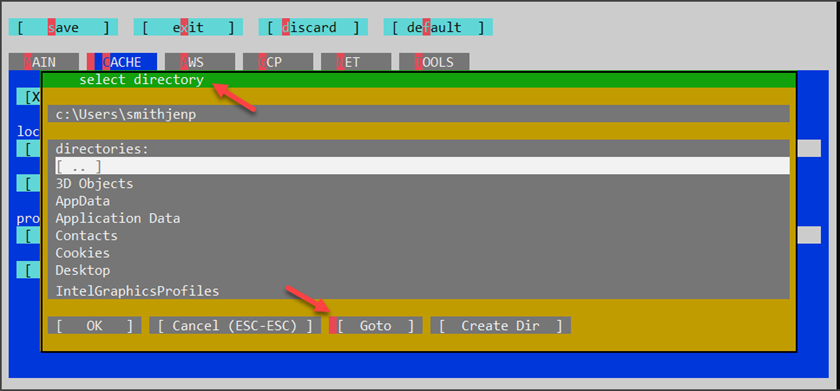 [ save ] [ exit ] [ discard ] [ default ]
MAIN CACHE AWS GCP NET TOOLS
select directory
[X
c:\Users\smithjenp
loc
directories:
[
[ .. ]
3D Objects
[
AppData
Application Data
pro
Contacts
[
Cookies
Desktop
[
IntelGraphicsProfiles
[ OK ] [ Cancel (ESC-ESC) ] [ Goto ] [ Create Dir ]